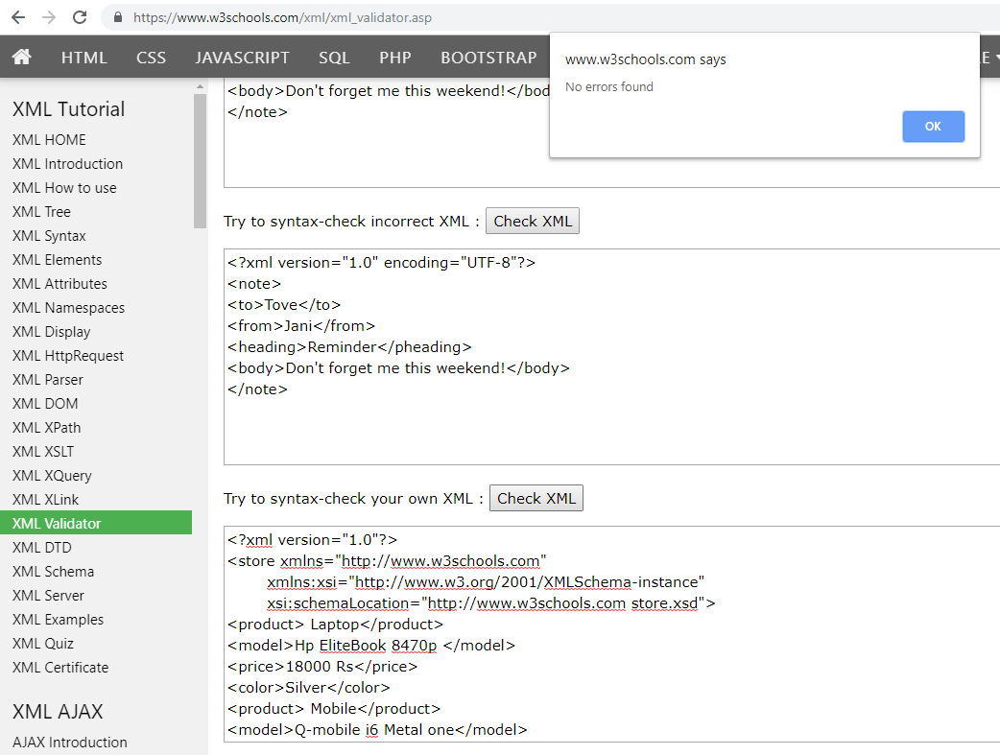 https://www.w3schools.com/xml/xml_validator.asp
HTML CSS JAVASCRIPT SQL PHP BOOTSTRAP
www.w3schools.com says
No errors found
OK
XML Tutorial
XML HOME
XML Introduction
XML How to use
XML Tree
XML Syntax
XML Elements
XML Attributes
XML Namespaces
XML Display
XML HttpRequest
XML Parser
XML DOM
XML XPath
XML XSLT
XML XQuery
XML XLink
XML Validator
XML DTD
XML Schema
XML Server
XML Examples
XML Quiz
XML Certificate
XML AJAX
AJAX Introduction
<body>Don't forget me this weekend!</bod
</note>
Try to syntax-check incorrect XML : Check XML
<?xml version="1.0" encoding="UTF-8"?>
<note>
<to>Tove</to>
<from>Jani</from>
<heading>Reminder</pheading>
<body>Don't forget me this weekend!</body>
</note>
Try to syntax-check your own XML : Check XML
<?xml version="1.0"?>
<store xmlns="http://www.w3schools.com"
xmlns:xsi="http://www.w3.org/2001/XMLSchema-instance"
xsi:schemaLocation="http://www.w3schools.com store.xsd">
<product> Laptop</product>
<model>Hp EliteBook 8470p </model>
<price>18000 Rs</price>
<color>Silver</color>
<product> Mobile</product>
<model>Q-mobile i6 Metal one</model>